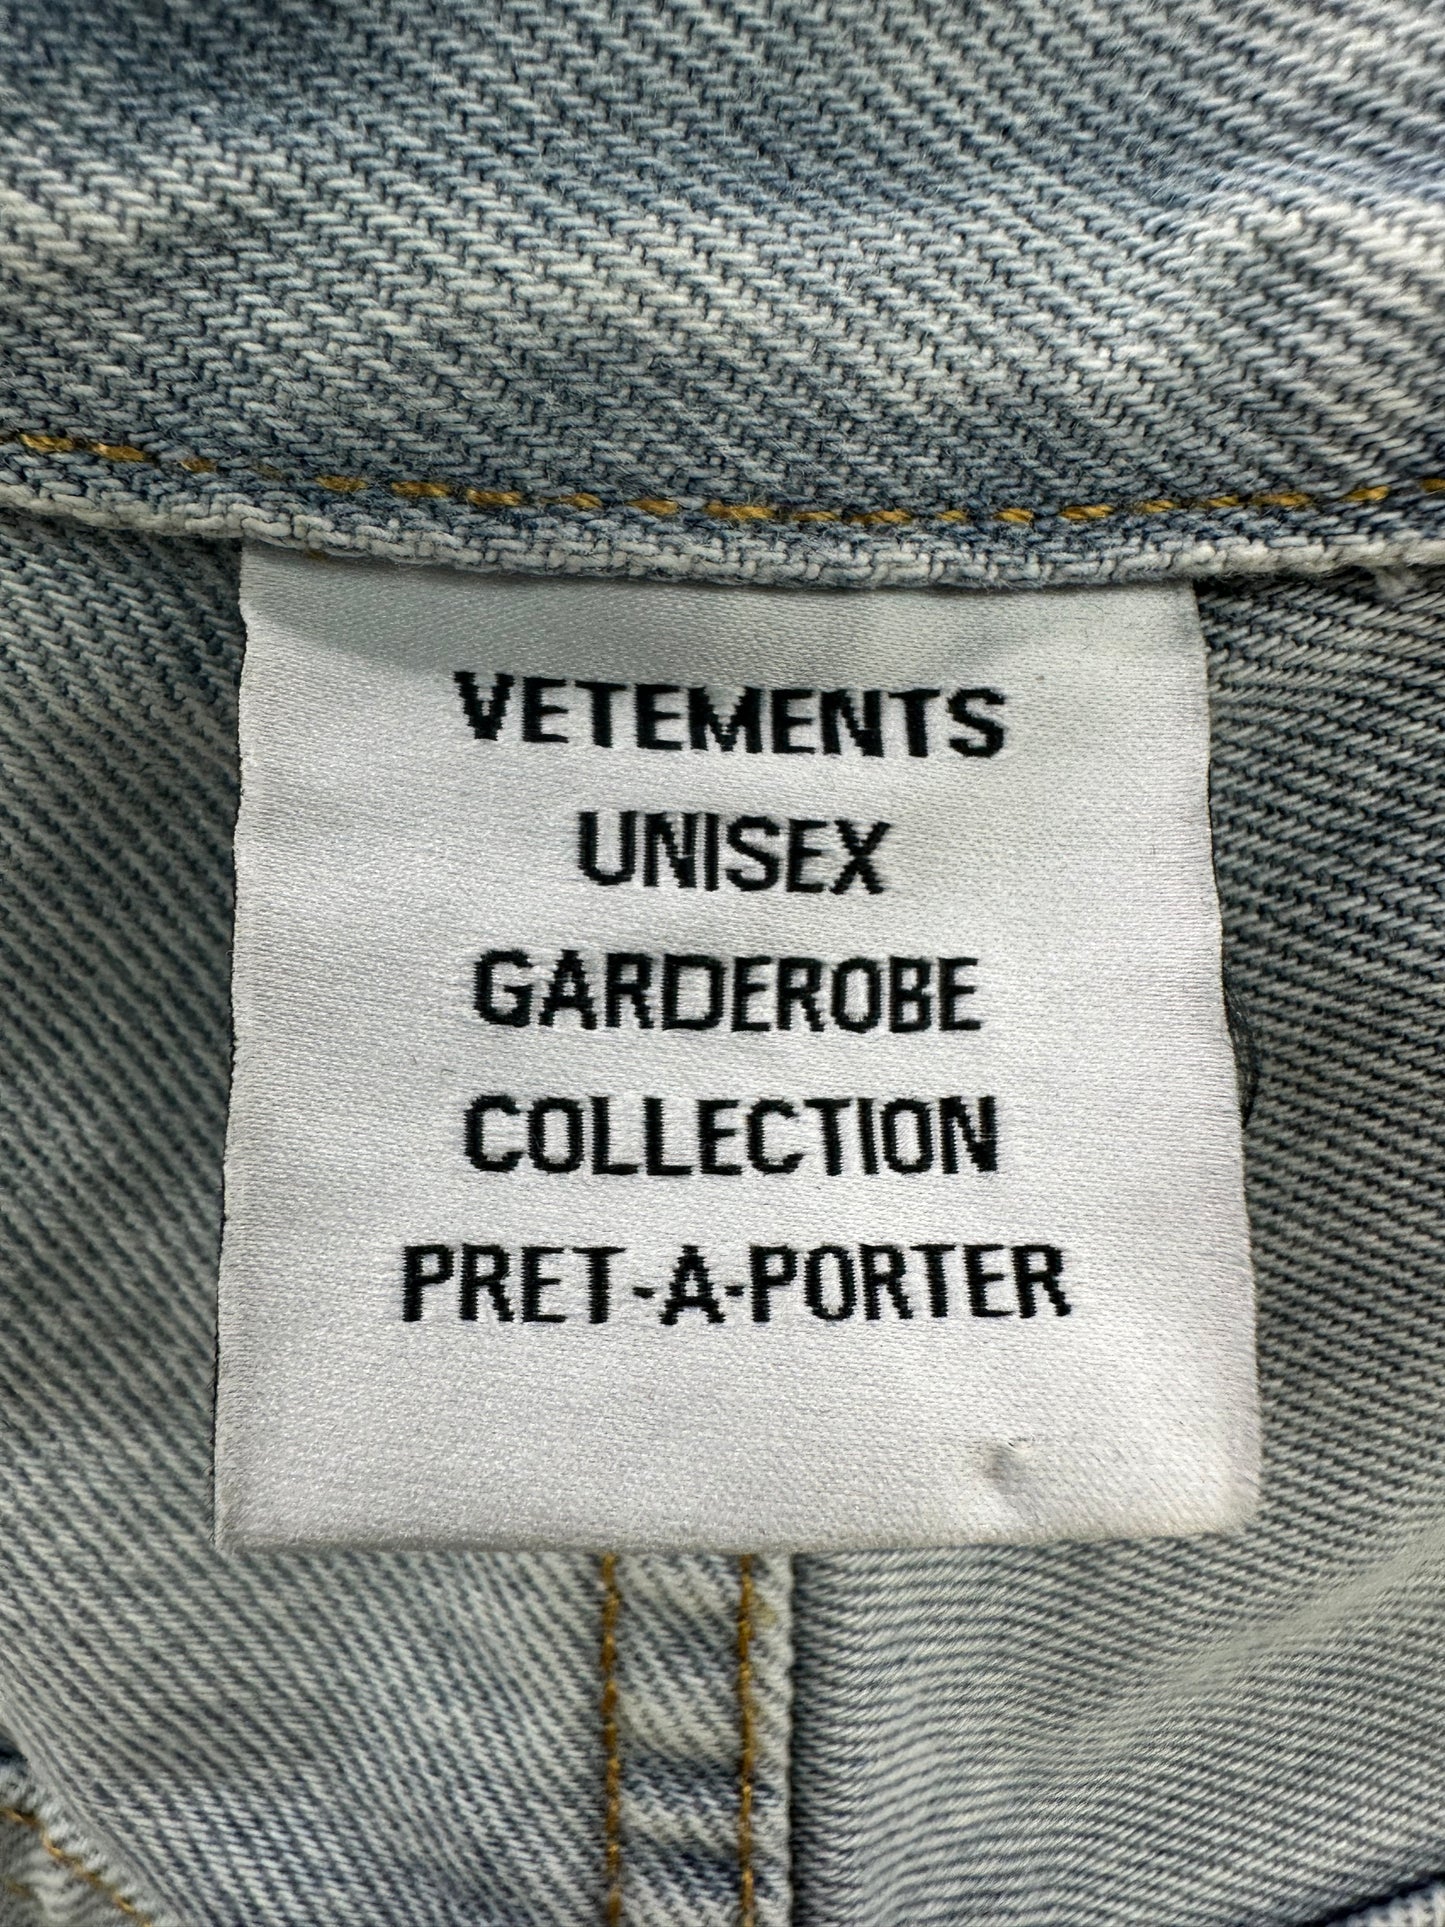 VETEMENTS
UNISEX
GARDEROBE
COLLECTION
PRET-A-PORTER